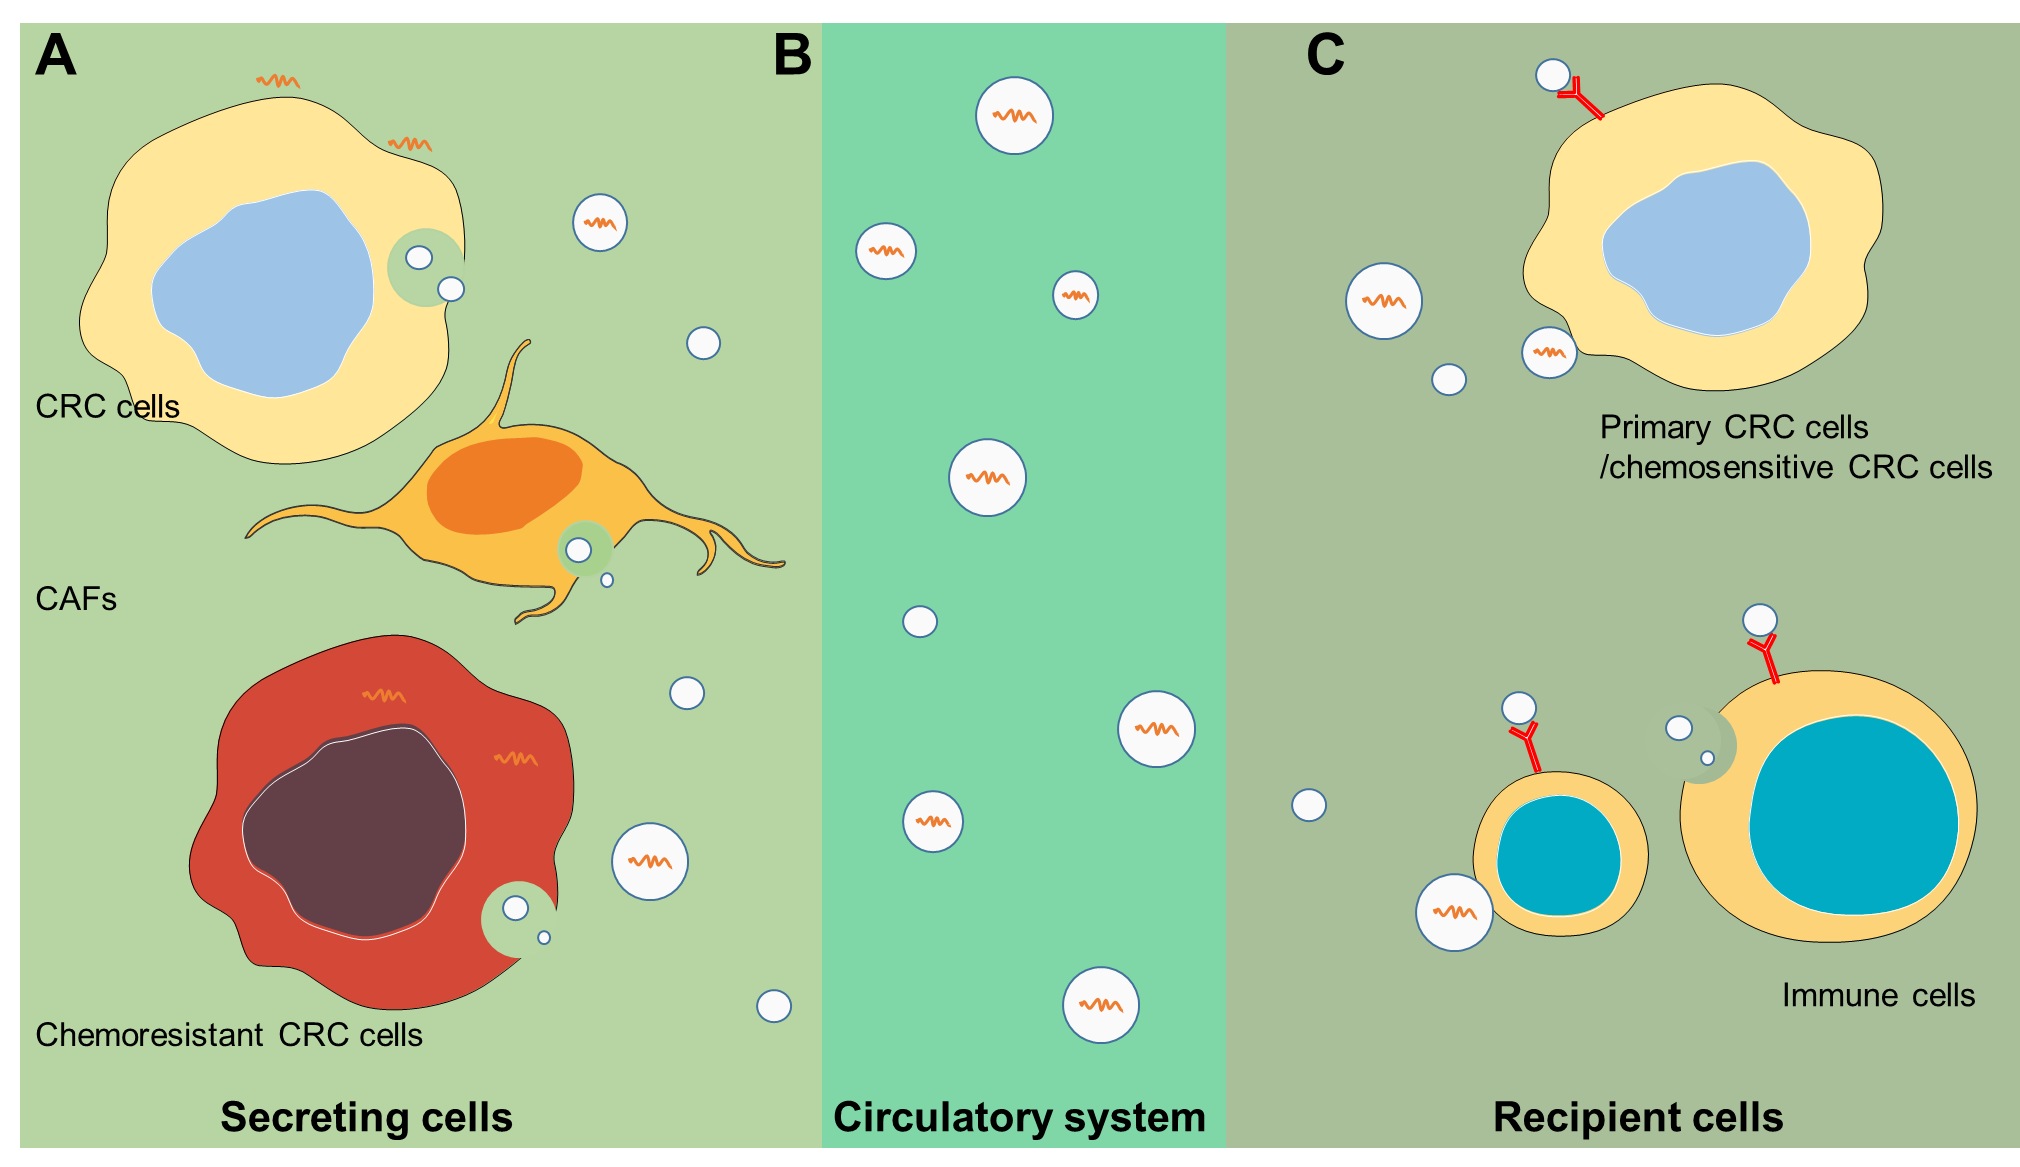 A
B
C
CRC cells
CAFs
Chemoresistant CRC cells
Secreting cells
Circulatory system
Primary CRC cells
/chemosensitive CRC cells
Immune cells
Recipient cells